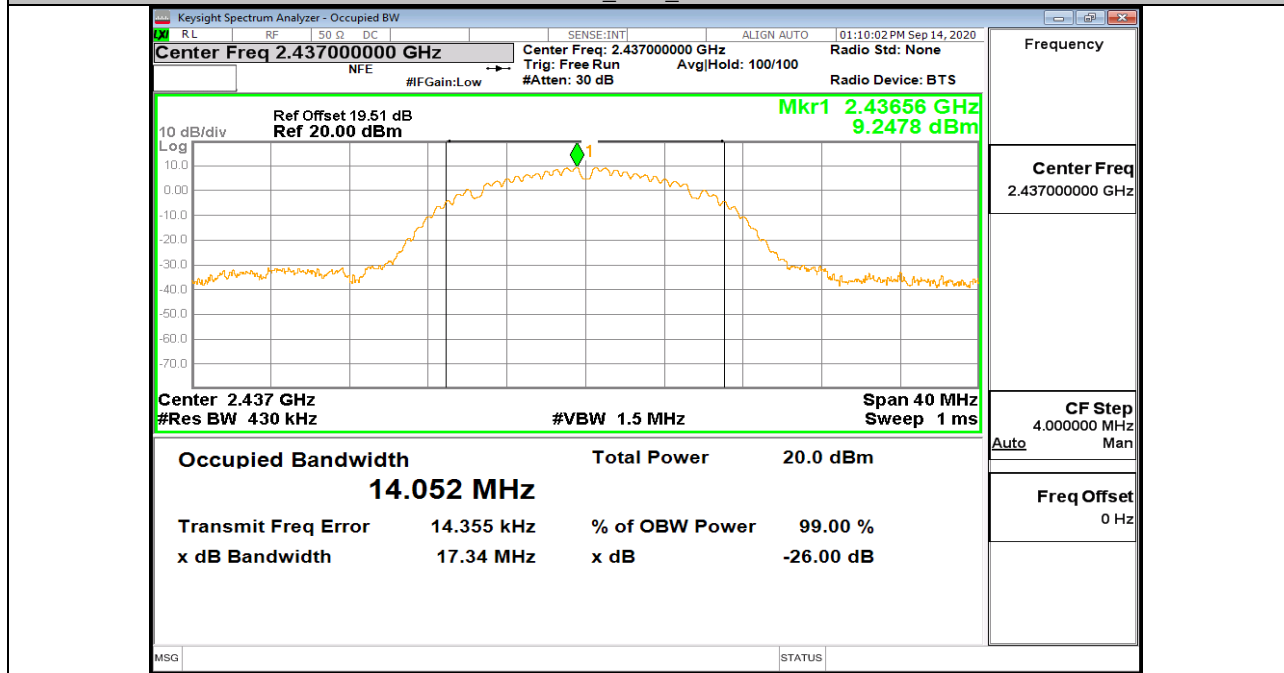 Keysight Spectrum Analyzer - Occupied BW
LXI RL RF 50 Ω DC SENSE:INT ALIGN AUTO 01:10:02 PM Sep 14, 2020
Center Freq 2.437000000 GHz
NFE
#IFGain:Low
Center Freq: 2.437000000 GHz
Trig: Free Run Avg|Hold: 100/100
#Atten: 30 dB
Radio Std: None
Radio Device: BTS
Ref Offset 19.51 dB
10 dB/div Ref 20.00 dBm
Mkr1 2.43656 GHz
9.2478 dBm
Log
10.0
0.00
-10.0
-20.0
-30.0
-40.0
-50.0
-60.0
-70.0
1
Center 2.437 GHz Span 40 MHz
#Res BW 430 kHz #VBW 1.5 MHz Sweep 1 ms
Occupied Bandwidth Total Power 20.0 dBm
14.052 MHz
Transmit Freq Error 14.355 kHz % of OBW Power 99.00 %
x dB Bandwidth 17.34 MHz x dB -26.00 dB
MSG STATUS
Frequency
Center Freq
2.437000000 GHz
CF Step
4.000000 MHz
Auto Man
Freq Offset
0 Hz